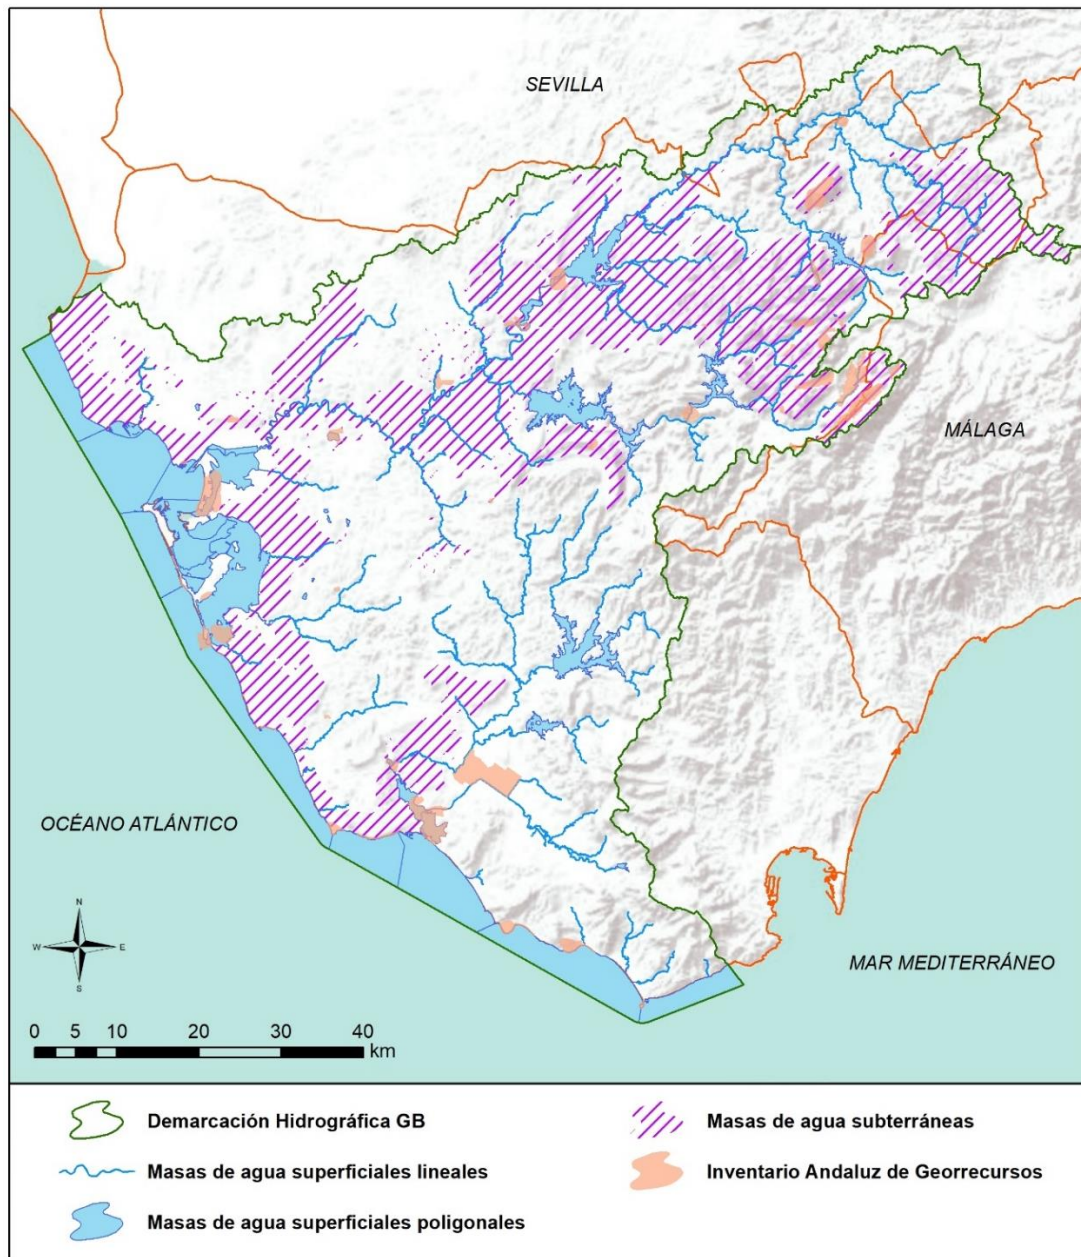 SEVILLA
MÁLAGA
OCÉANO ATLÁNTICO
MAR MEDITERRÁNEO
N
W E
S
0 5 10 20 30 40
km
Demarcación Hidrográfica GB
Masas de agua superficiales lineales
Masas de agua superficiales poligonales
Masas de agua subterráneas
Inventario Andaluz de Georrecursos